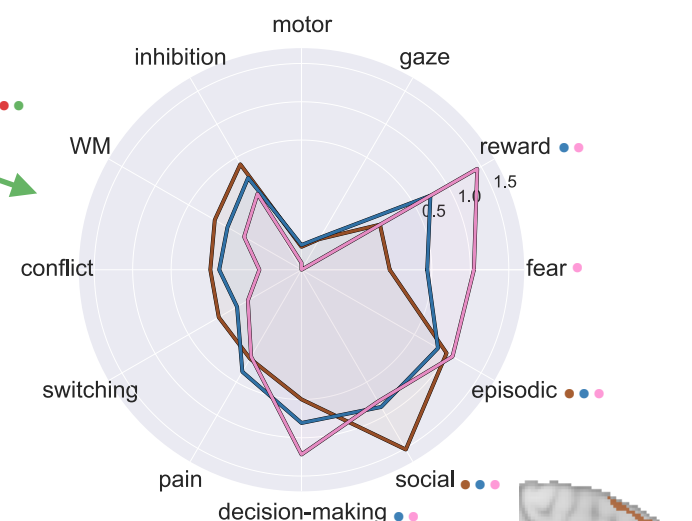 motor
inhibition
gaze
WM
reward
1.5
1.0
0.5
conflict
fear
switching
episodic
pain
social
decision-making